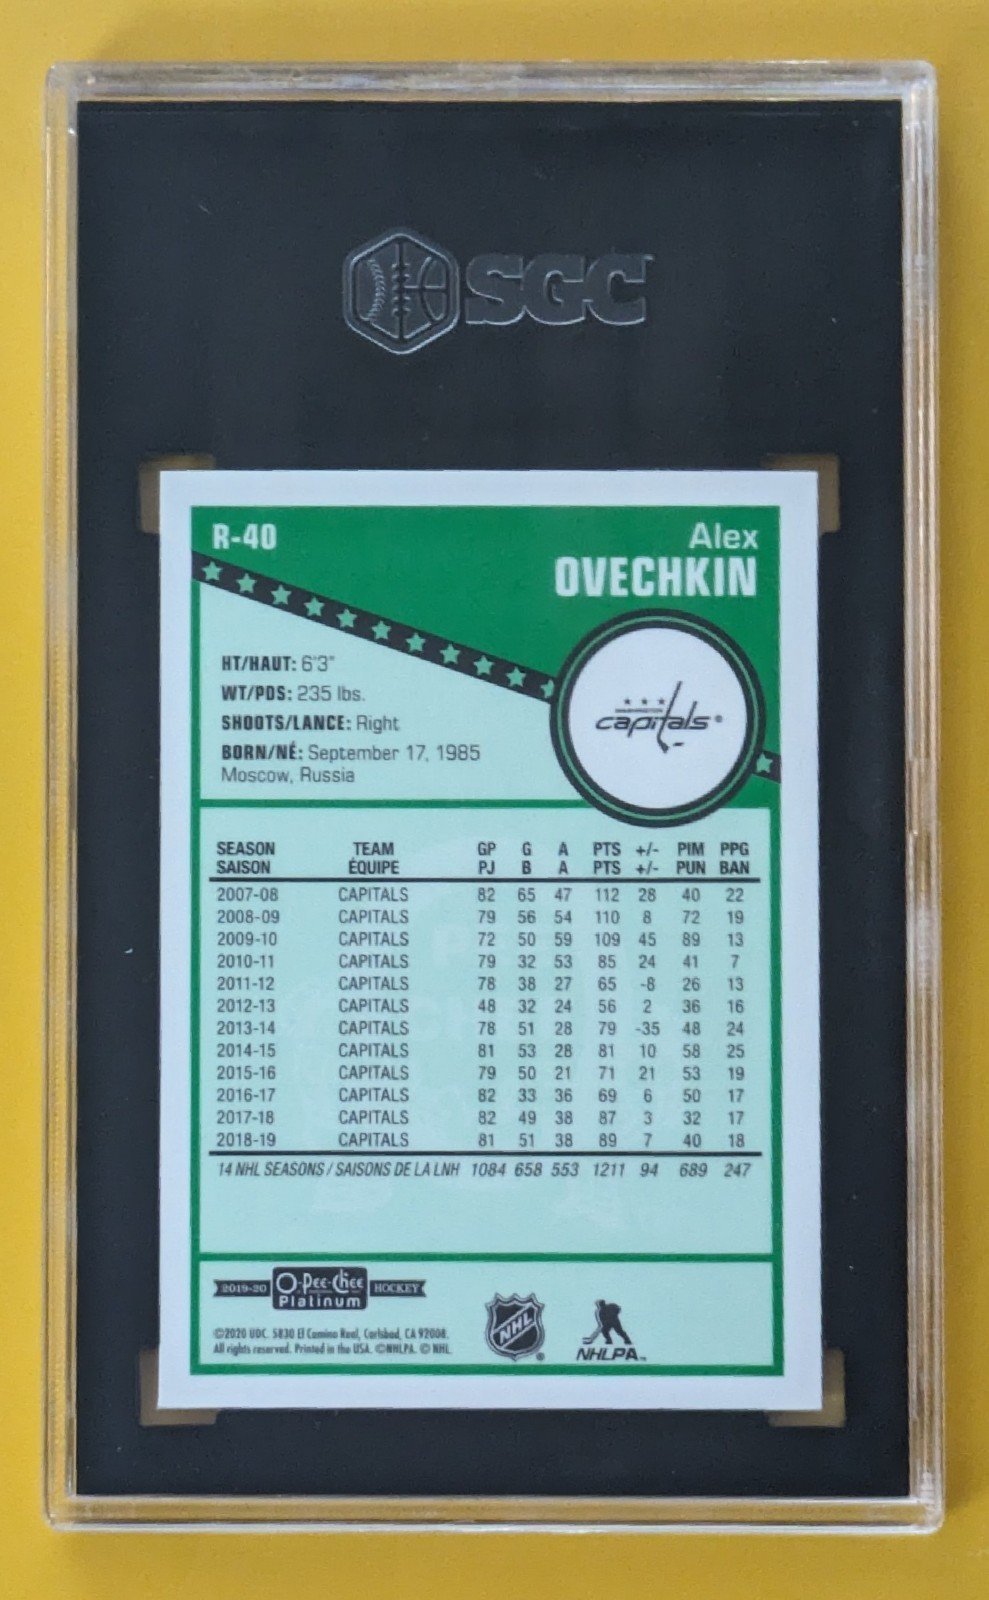 SGC
R-40
Alex
OVECHKIN
HT/HAUT: 6'3"
WT/PDS: 235 lbs.
SHOOTS/LANCE: Right
BORN/NÉ: September 17, 1985
Moscow, Russia
capitals®
SEASON TEAM GP G A PTS +/- PIM PPG
SAISON ÉQUIPE PJ B A PTS +/- PUN BAN
2007-08 CAPITALS 82 65 47 112 28 40 22
2008-09 CAPITALS 79 56 54 110 8 72 19
2009-10 CAPITALS 72 50 59 109 45 89 13
2010-11 CAPITALS 79 32 53 85 24 41 7
2011-12 CAPITALS 78 38 27 65 -8 26 13
2012-13 CAPITALS 48 32 24 56 2 36 16
2013-14 CAPITALS 78 51 28 79 -35 48 24
2014-15 CAPITALS 81 53 28 81 10 58 25
2015-16 CAPITALS 79 50 21 71 21 53 19
2016-17 CAPITALS 82 33 36 69 6 50 17
2017-18 CAPITALS 82 49 38 87 3 32 17
2018-19 CAPITALS 81 51 38 89 7 40 18
14 NHL SEASONS / SAISONS DE LA LNH 1084 658 553 1211 94 689 247
2019-20 O-Pee-Chee HOCKEY
Platinum
©2020 UDC. 5830 El Camino Real, Carlsbad, CA 92008.
All rights reserved. Printed in the USA. ©NHLPA. © NHL.
NHL®
NHLPA™